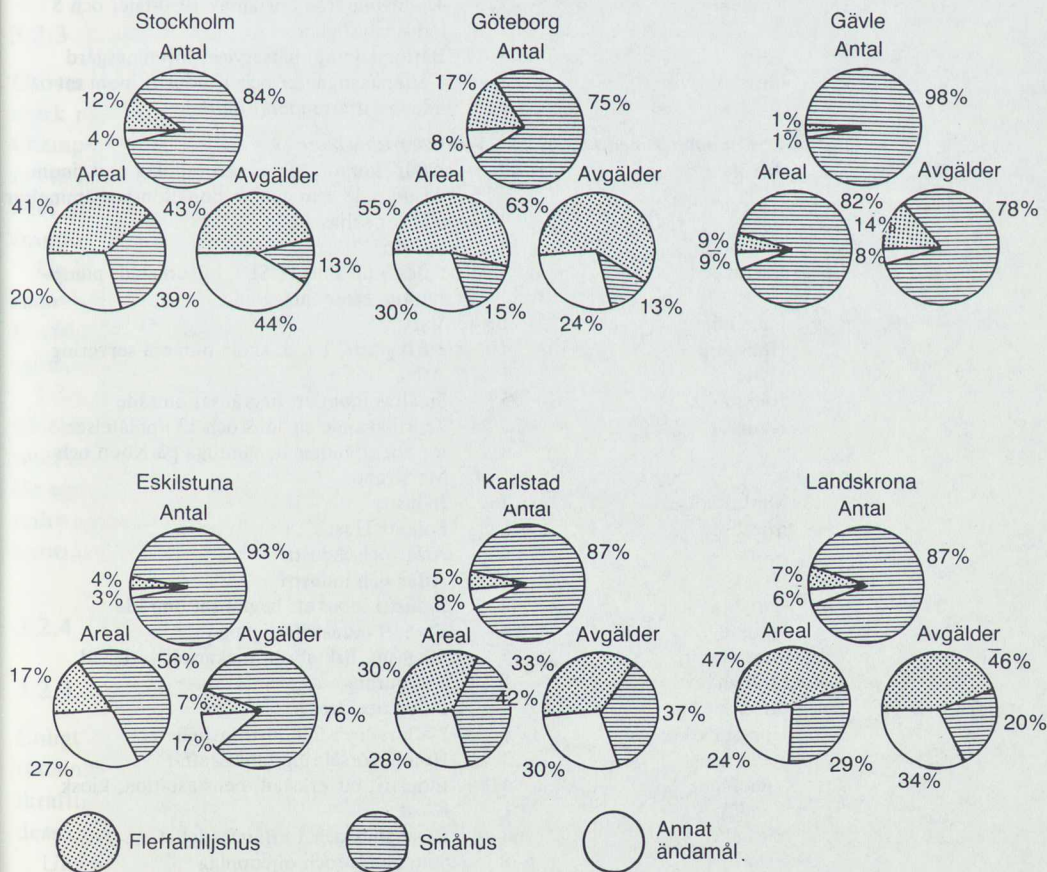 Stockholm
Antal
12%
84%
4%
Areal
Avgälder
41%
43%
13%
20%
39%
44%
Göteborg
Antal
17%
75%
8%
Areal
Avgälder
55%
63%
13%
30%
15%
24%
Gävle
Antal
98%
1%
1%
Areal
Avgälder
82%
14%
78%
9%
9%
8%
Eskilstuna
Antal
93%
4%
3%
Areal
Avgälder
17%
56%
7%
76%
17%
27%
Karlstad
Antal
87%
5%
8%
Areal
Avgälder
30%
33%
42%
37%
28%
30%
Landskrona
Antal
87%
7%
6%
Areal
Avgälder
47%
46%
20%
24%
29%
34%
Flerfamiljshus
Småhus
Annat
ändamål.